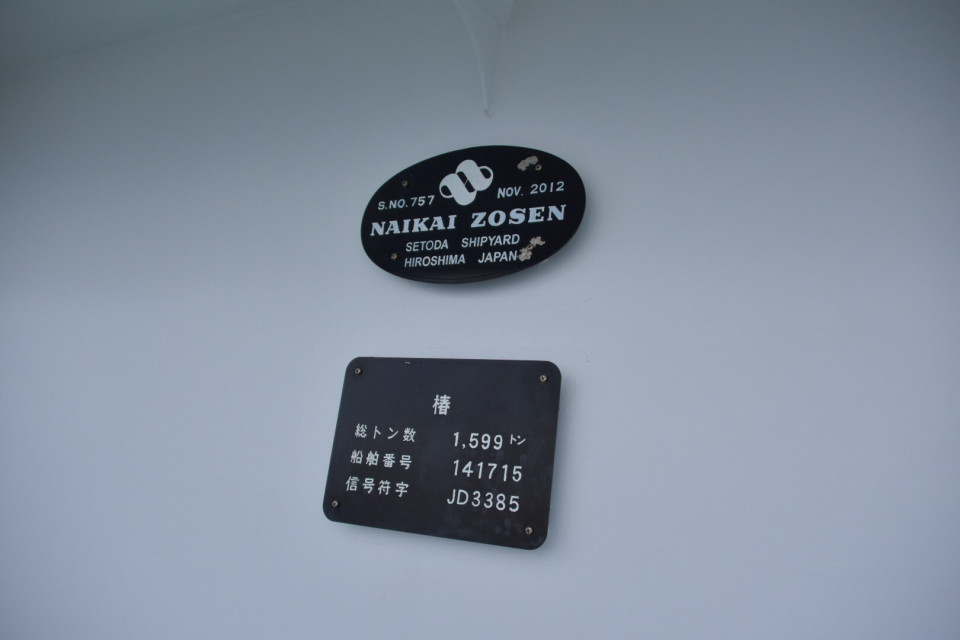 S.NO.757 NOV. 2012
NAIKAI ZOSEN
SETODA SHIPYARD
HIROSHIMA JAPAN
椿
総トン数 1,599 トン
船舶番号 141715
信号符字 JD3385